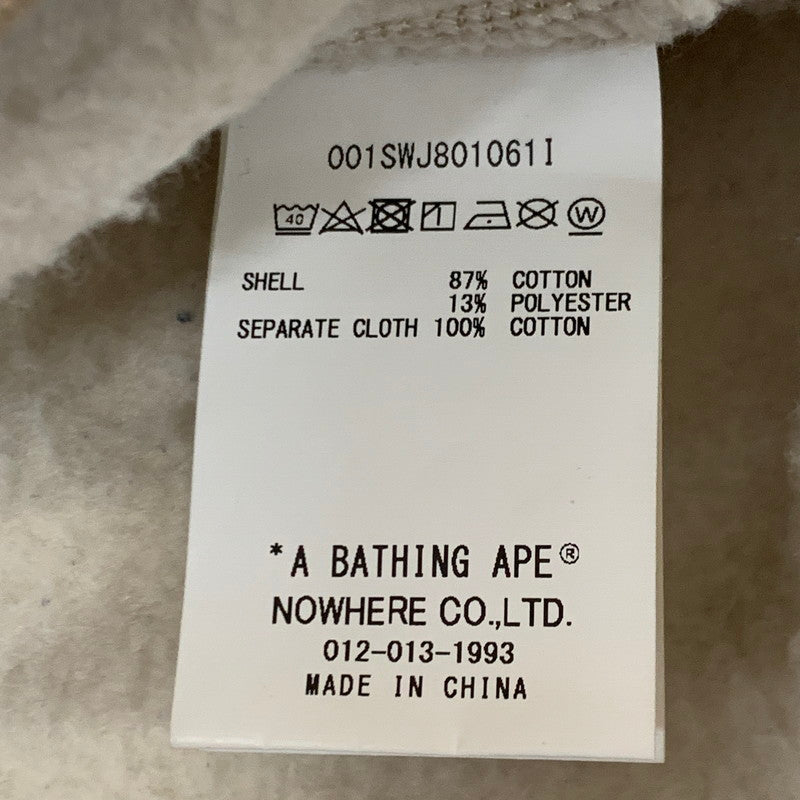 001SWJ801061I
40 W
SHELL 87% COTTON
13% POLYESTER
SEPARATE CLOTH 100% COTTON
*A BATHING APE®
NOWHERE CO.,LTD.
012-013-1993
MADE IN CHINA